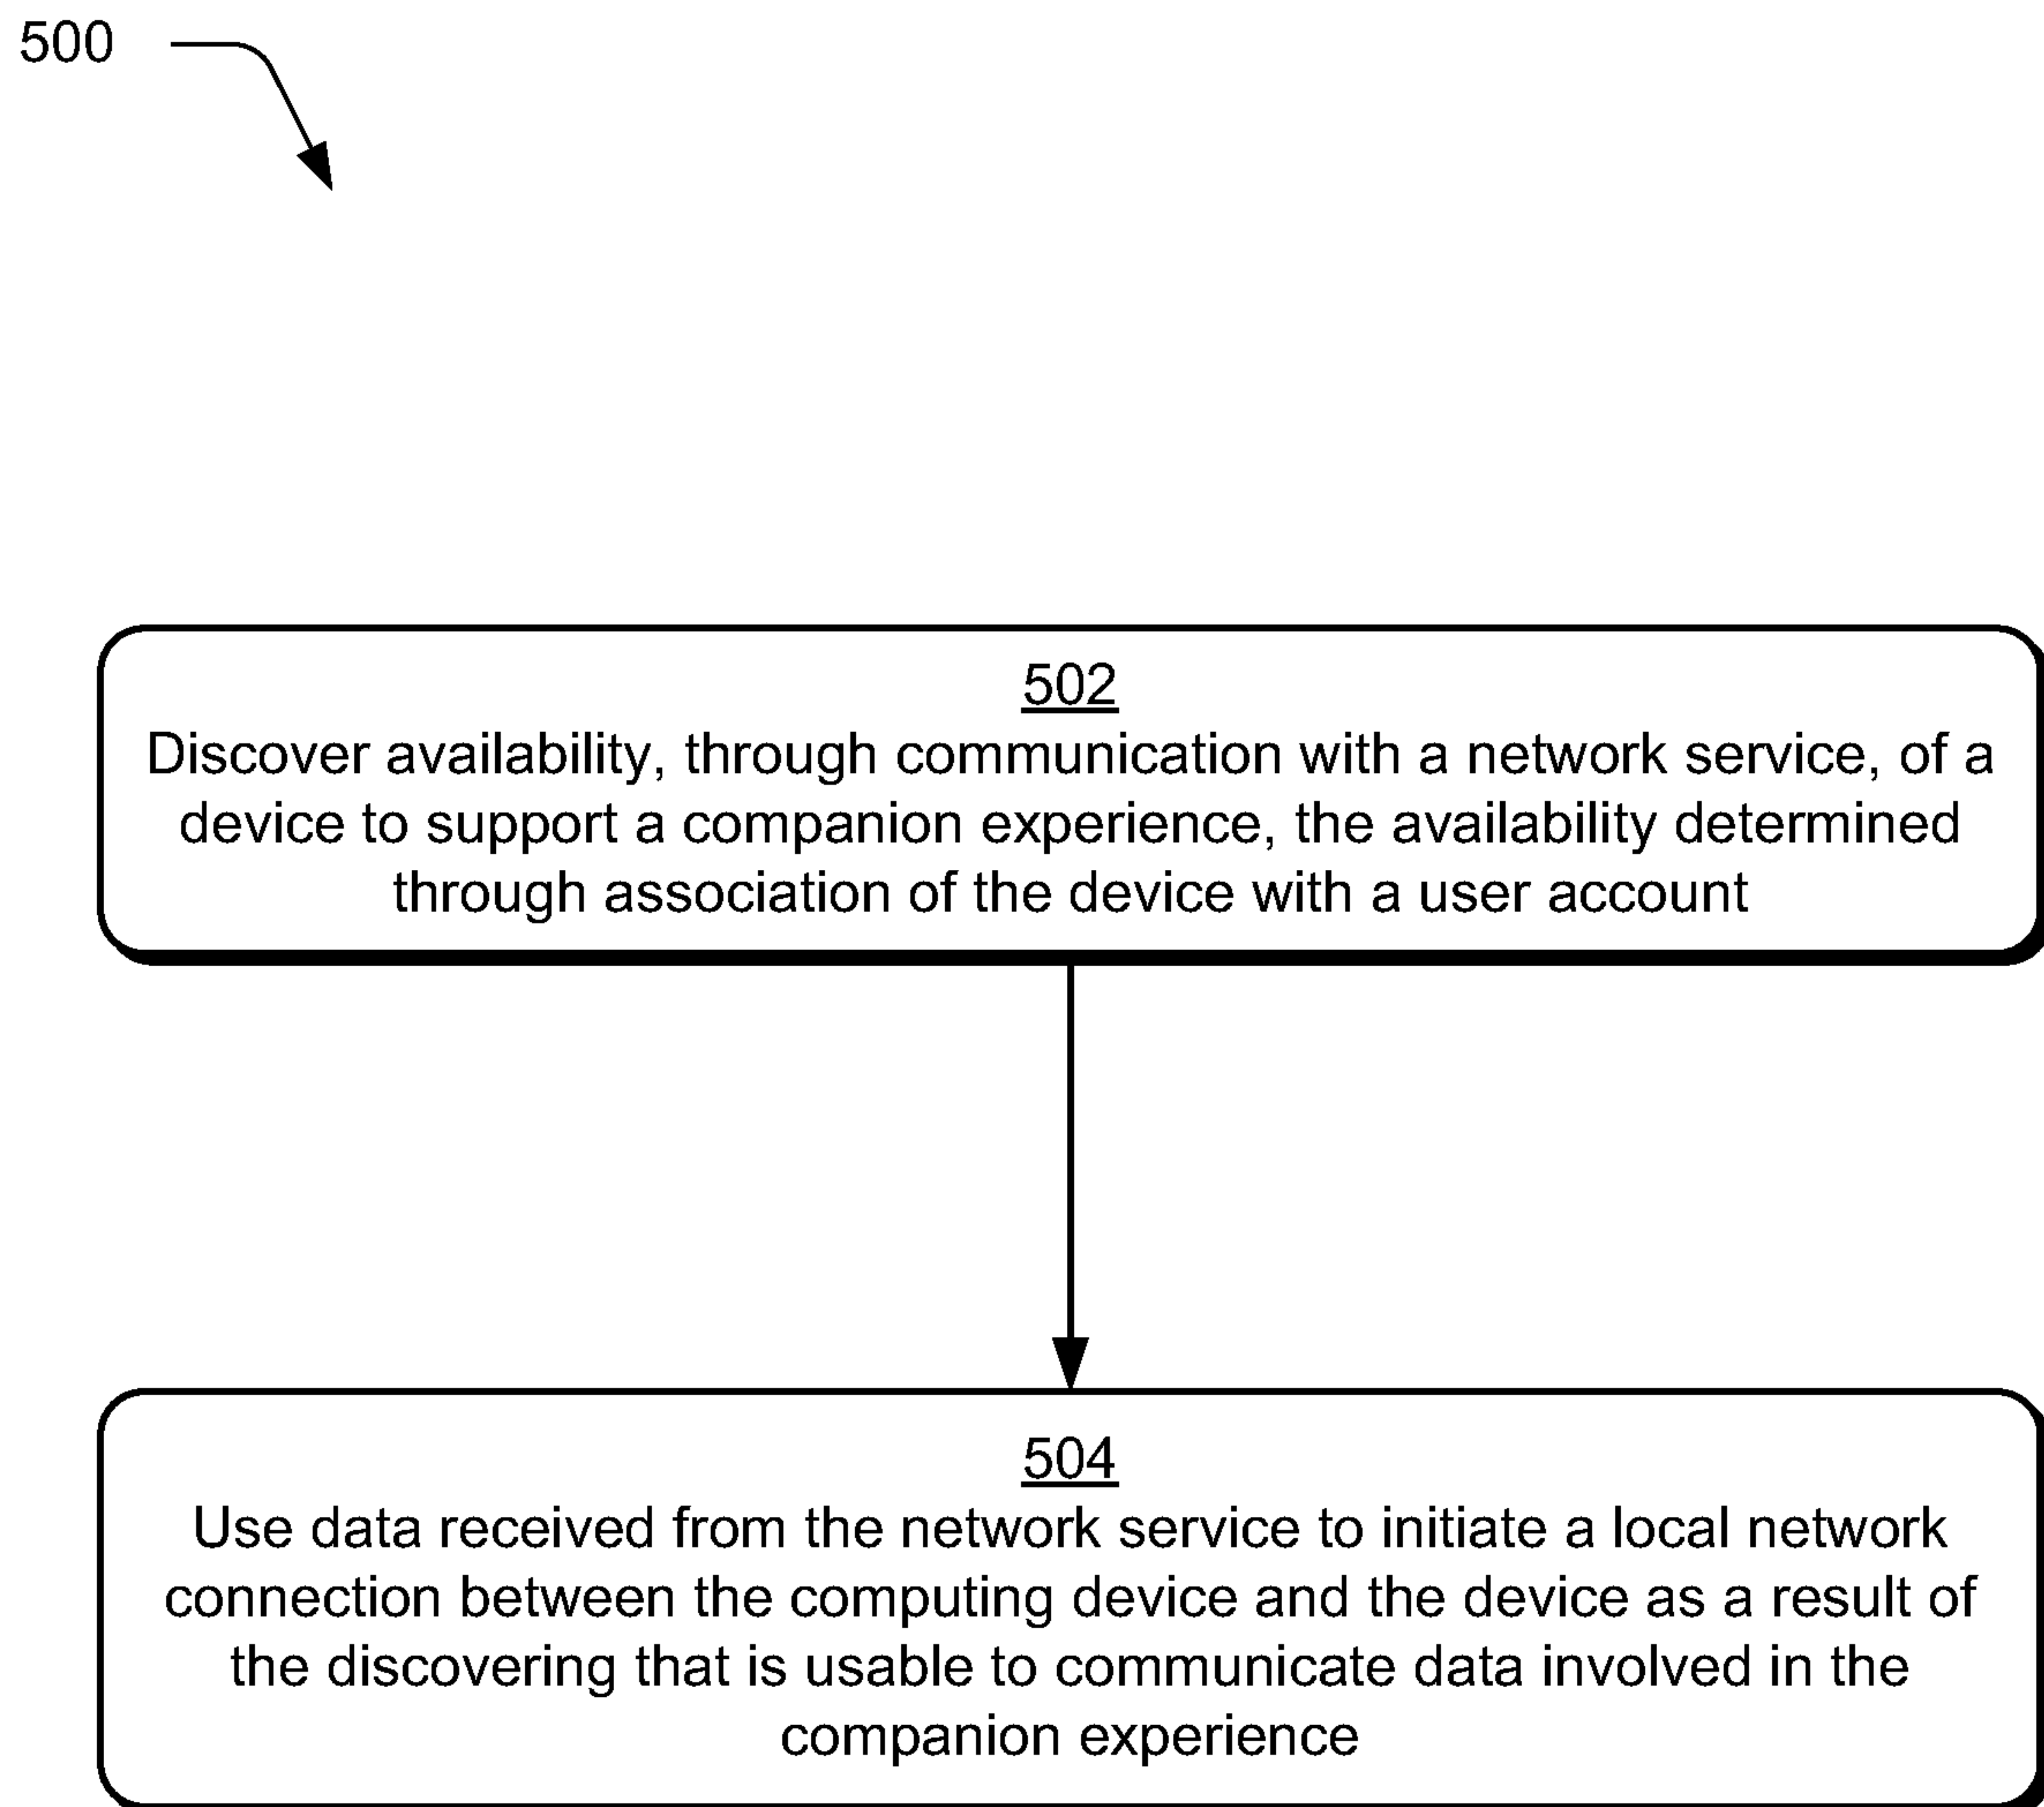 500
502
Discover availability, through communication with a network service, of a
device to support a companion experience, the availability determined
through association of the device with a user account
504
Use data received from the network service to initiate a local network
connection between the computing device and the device as a result of
the discovering that is usable to communicate data involved in the
companion experience